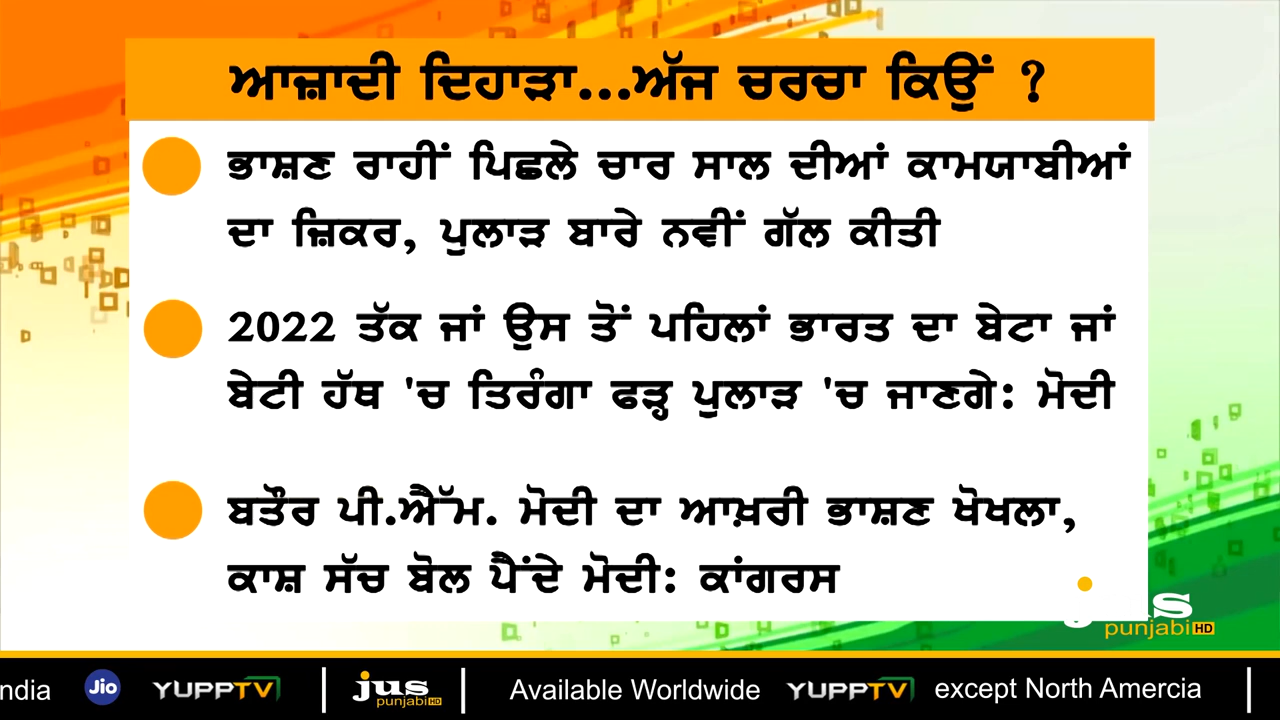 ਆਜ਼ਾਦੀ ਦਿਹਾੜਾ...ਅੱਜ ਚਰਚਾ ਕਿਉਂ ?
ਭਾਸ਼ਣ ਰਾਹੀਂ ਪਿਛਲੇ ਚਾਰ ਸਾਲ ਦੀਆਂ ਕਾਮਯਾਬੀਆਂ
ਦਾ ਜ਼ਿਕਰ, ਪੁਲਾੜ ਬਾਰੇ ਨਵੀਂ ਗੱਲ ਕੀਤੀ
2022 ਤੱਕ ਜਾਂ ਉਸ ਤੋਂ ਪਹਿਲਾਂ ਭਾਰਤ ਦਾ ਬੇਟਾ ਜਾਂ
ਬੇਟੀ ਹੱਥ 'ਚ ਤਿਰੰਗਾ ਫੜ੍ਹ ਪੁਲਾੜ 'ਚ ਜਾਣਗੇ: ਮੋਦੀ
ਬਤੌਰ ਪੀ.ਐੱਮ. ਮੋਦੀ ਦਾ ਆਖ਼ਰੀ ਭਾਸ਼ਣ ਖੋਖਲਾ,
ਕਾਸ਼ ਸੱਚ ਬੋਲ ਪੈਂਦੇ ਮੋਦੀ: ਕਾਂਗਰਸ
jus
punjabi HD
ndia Jio YUPPTV | jus punjabi HD | Available Worldwide YUPPTV except North Amercia |